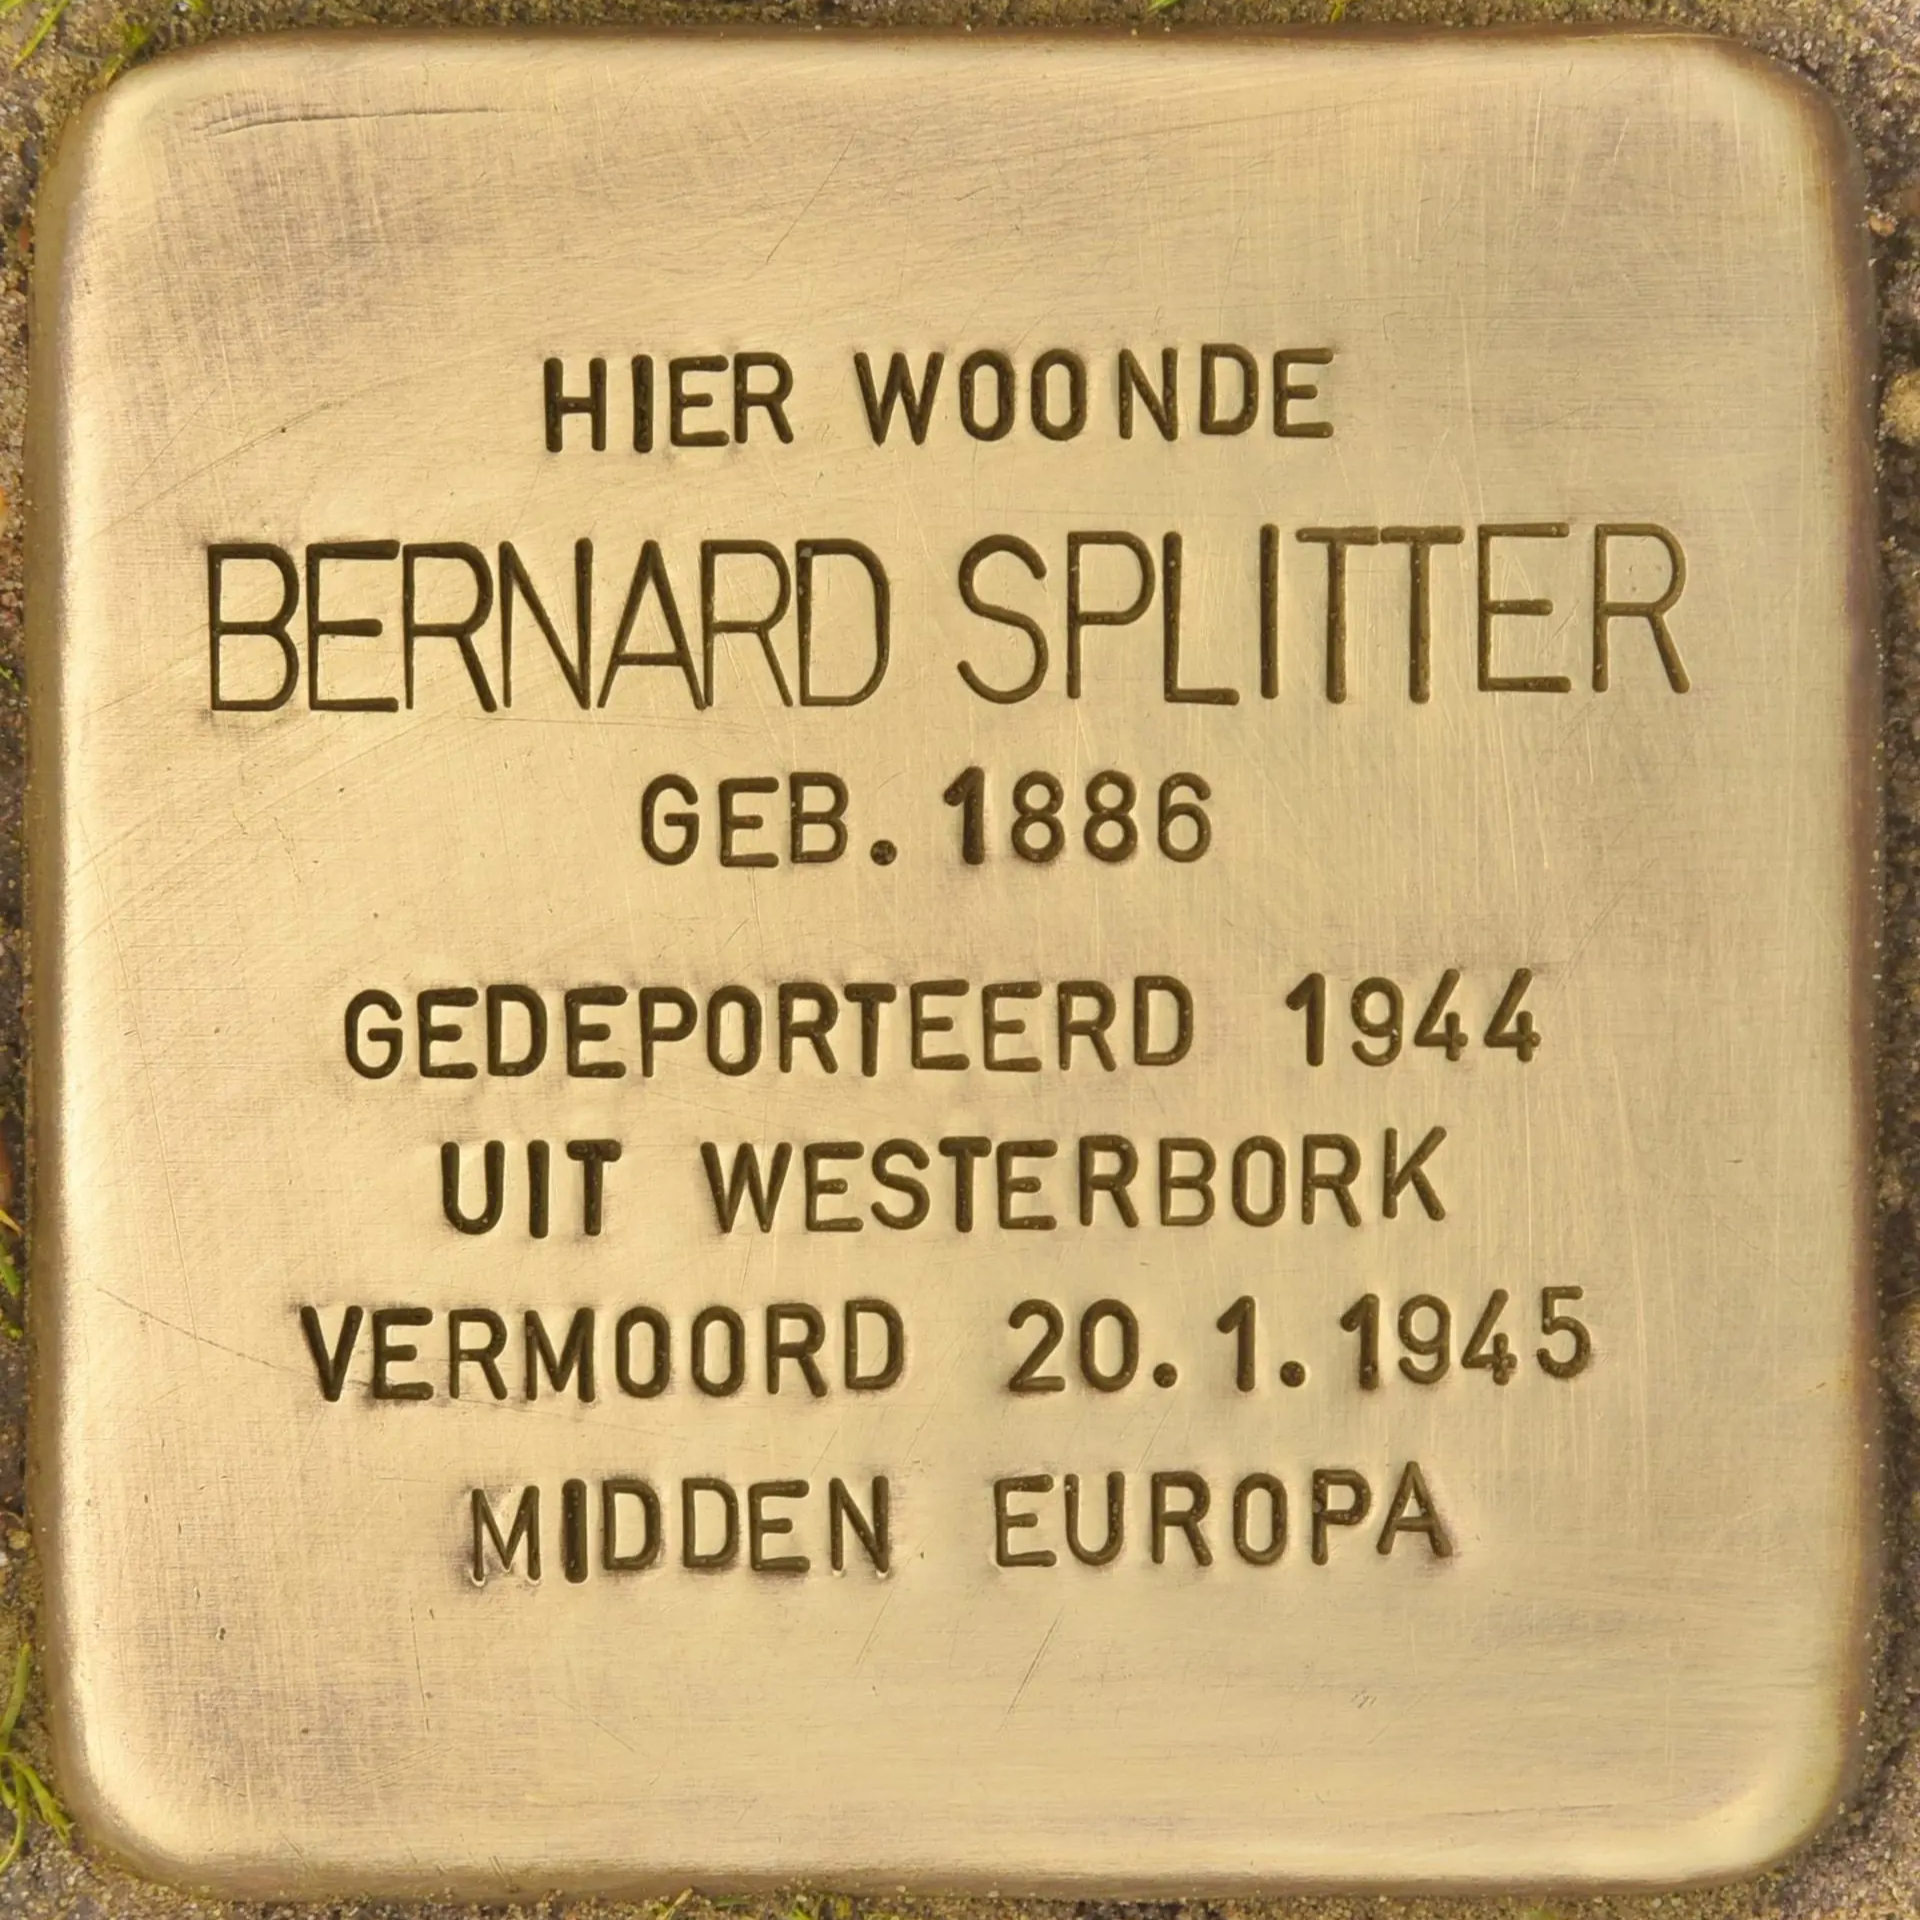 HIER WOONDE
BERNARD SPLITTER
GEB. 1886
GEDEPORTEERD 1944
UIT WESTERBORK
VERMOORD 20.1.1945
MIDDEN EUROPA